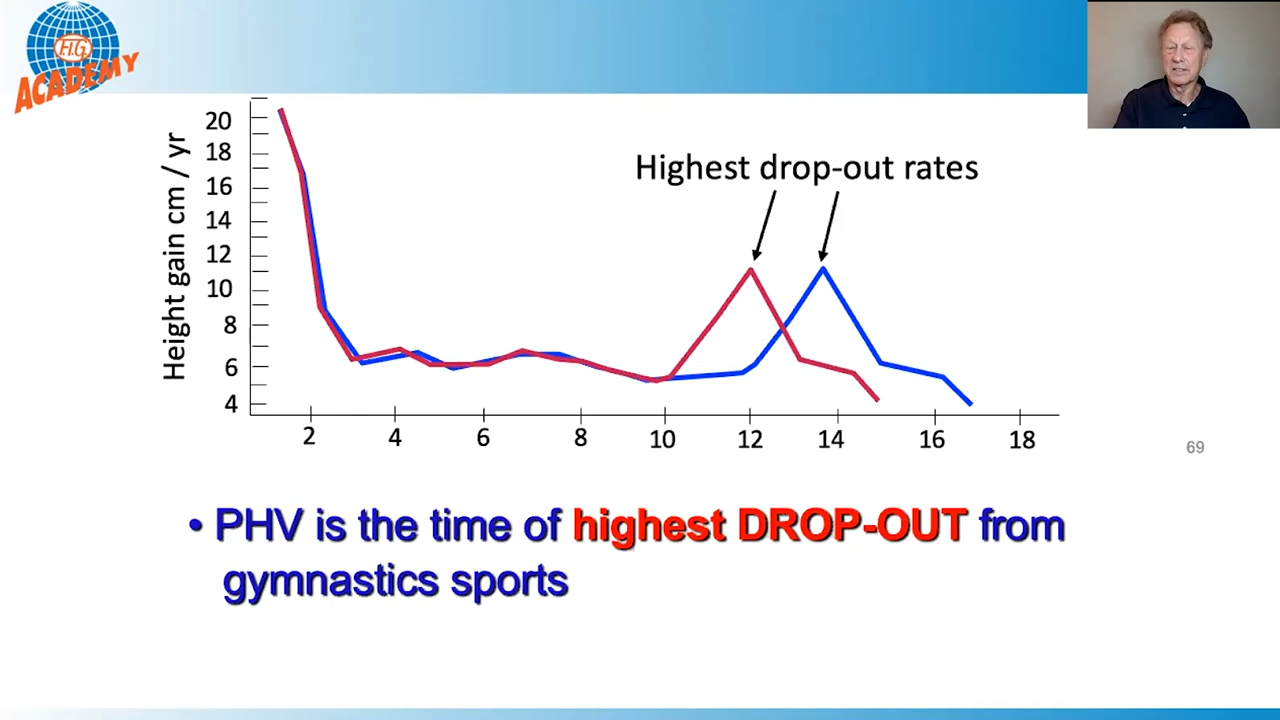 F.I.G.
ACADEMY
Height gain cm / yr
20
18
16
14
12
10
8
6
4
Highest drop-out rates
2 4 6 8 10 12 14 16 18
69
• PHV is the time of highest DROP-OUT from
gymnastics sports